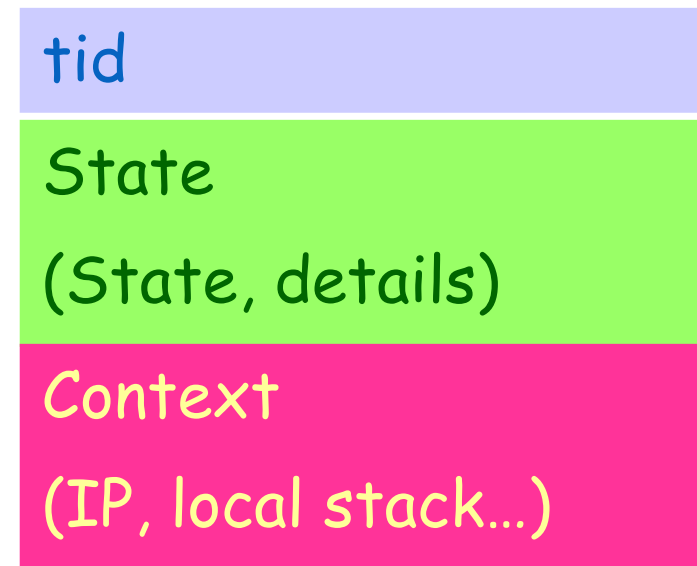 tid
State
(State, details)
Context
(IP, local stack…)